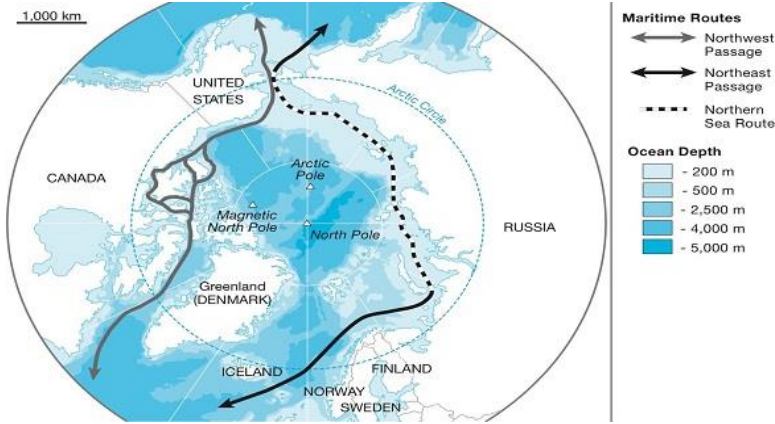 1,000 km
UNITED
STATES
Arctic Circle
CANADA
Arctic
Pole
Magnetic
North Pole
North Pole
RUSSIA
Greenland
(DENMARK)
ICELAND
FINLAND
NORWAY
SWEDEN
Maritime Routes
Northwest
Passage
Northeast
Passage
Northern
Sea Route
Ocean Depth
- 200 m
- 500 m
- 2,500 m
- 4,000 m
- 5,000 m